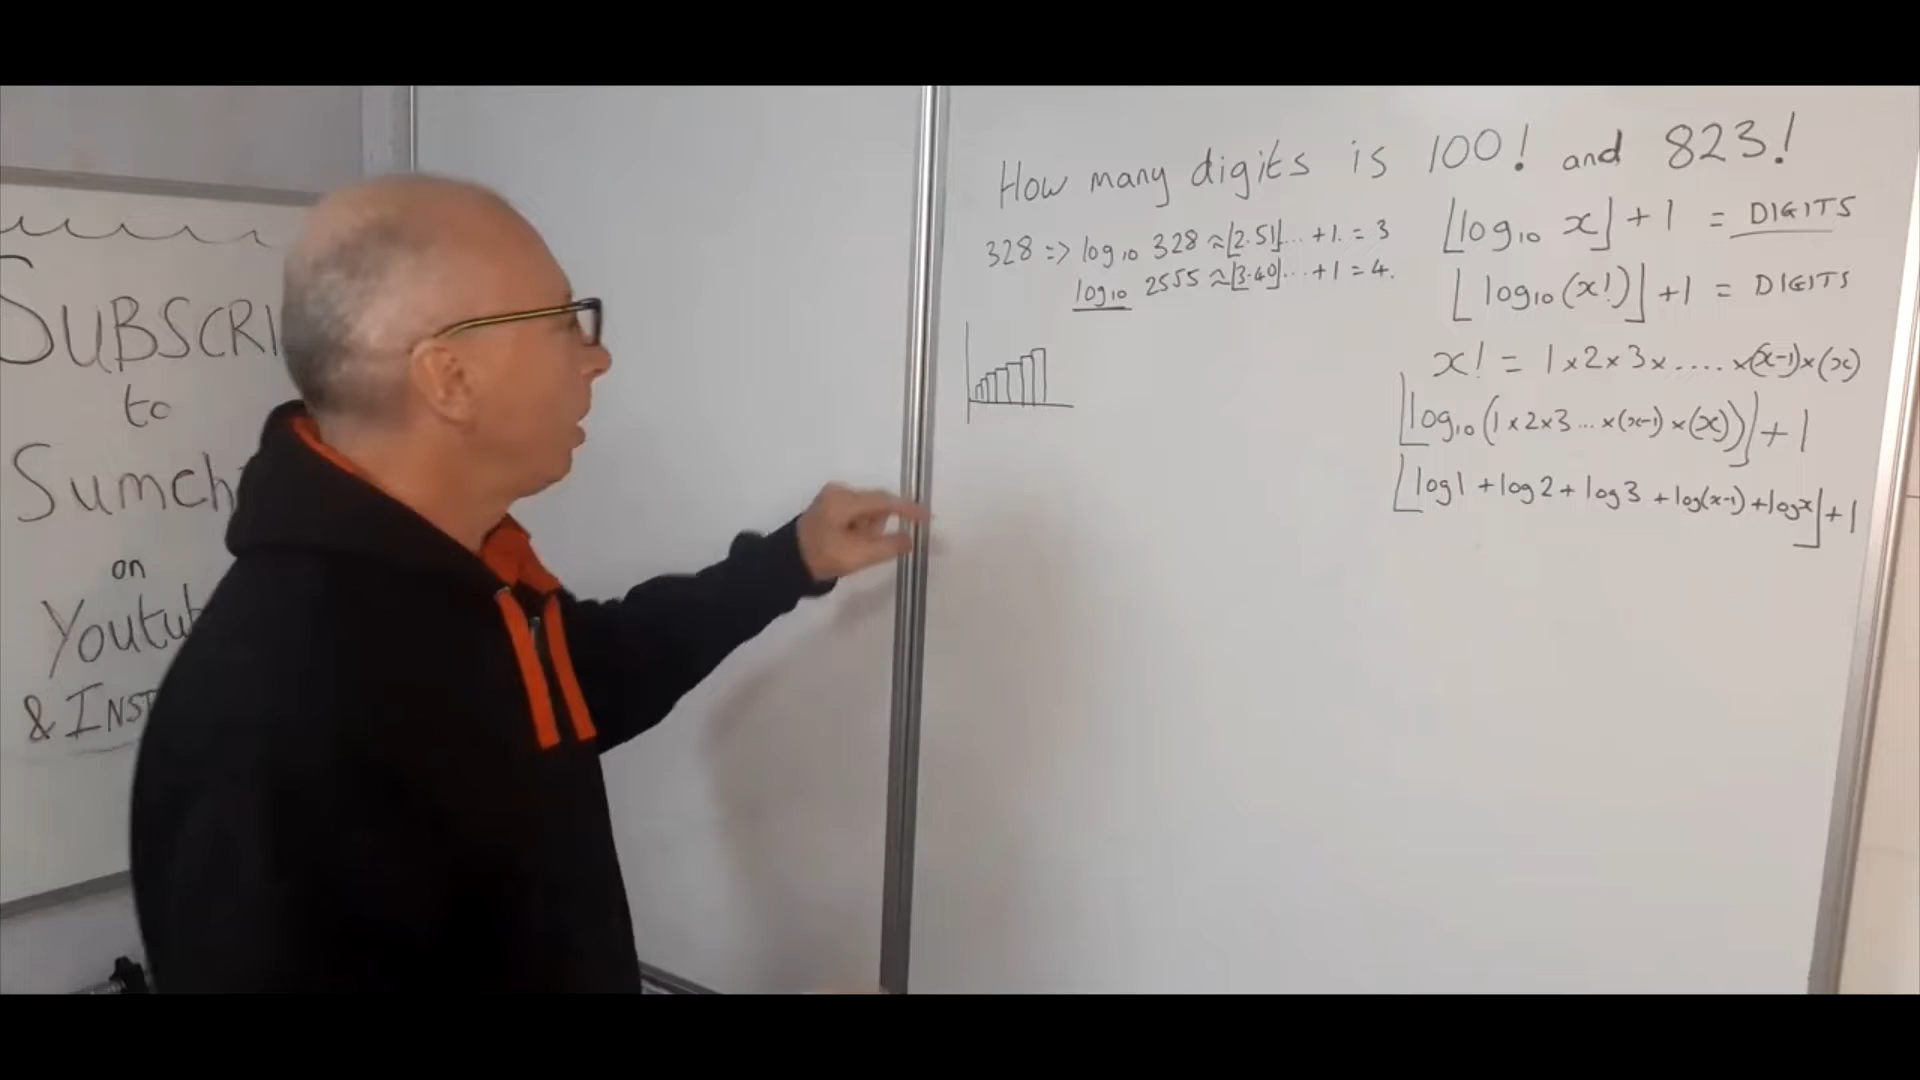 SUBSCRI
to
Sumch
on
Youtub
& INST
How many digits is 100! and 823!
328 => log₁₀ 328 ≈ ⌊2.51⌋... + 1. = 3
log₁₀ 2555 ≈ ⌊3.40⌋... + 1 = 4.
⌊log₁₀ x⌋ + 1 = DIGITS
⌊log₁₀(x!)⌋ + 1 = DIGITS
x! = 1×2×3×....×(x-1)×(x)
⌊log₁₀(1×2×3...×(x-1)×(x))⌋ + 1
⌊log1 + log2 + log3 + log(x-1) + logx⌋ + 1